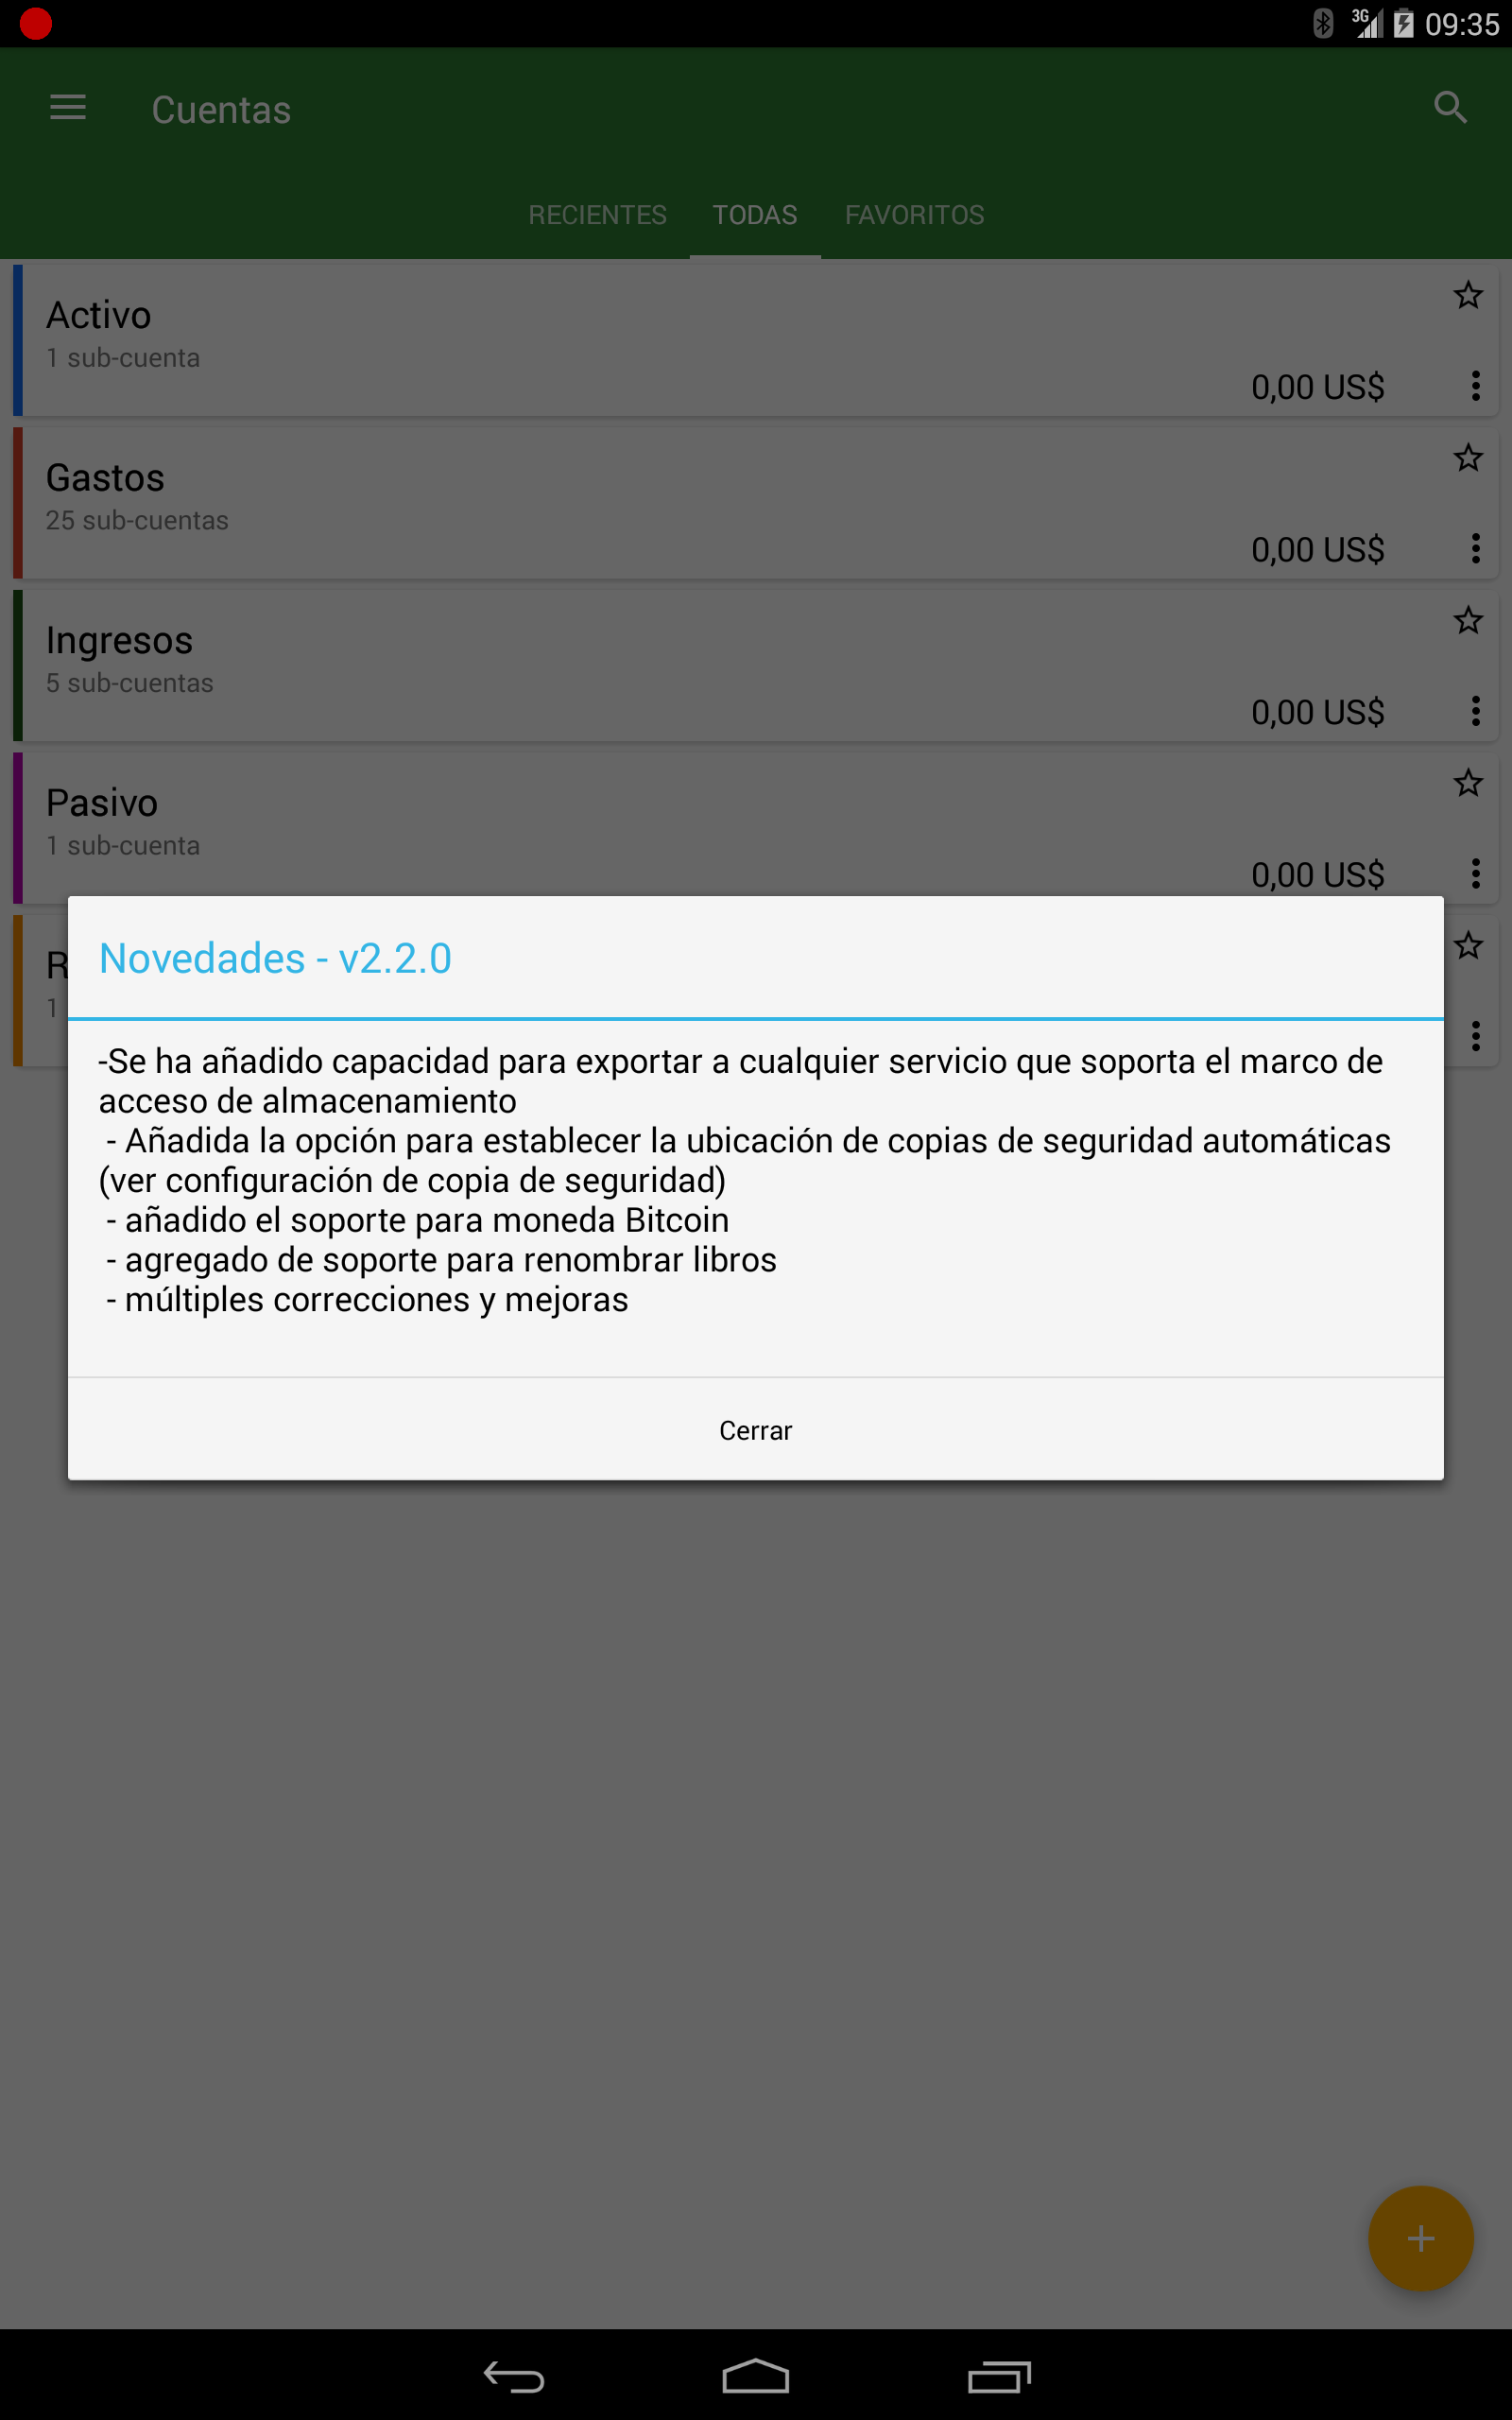 3G 09:35
Cuentas
RECIENTES TODAS FAVORITOS
Activo
1 sub-cuenta
0,00 US$
Gastos
25 sub-cuentas
0,00 US$
Ingresos
5 sub-cuentas
0,00 US$
Pasivo
1 sub-cuenta
0,00 US$
R
1
Novedades - v2.2.0
-Se ha añadido capacidad para exportar a cualquier servicio que soporta el marco de
acceso de almacenamiento
- Añadida la opción para establecer la ubicación de copias de seguridad automáticas
(ver configuración de copia de seguridad)
- añadido el soporte para moneda Bitcoin
- agregado de soporte para renombrar libros
- múltiples correcciones y mejoras
Cerrar